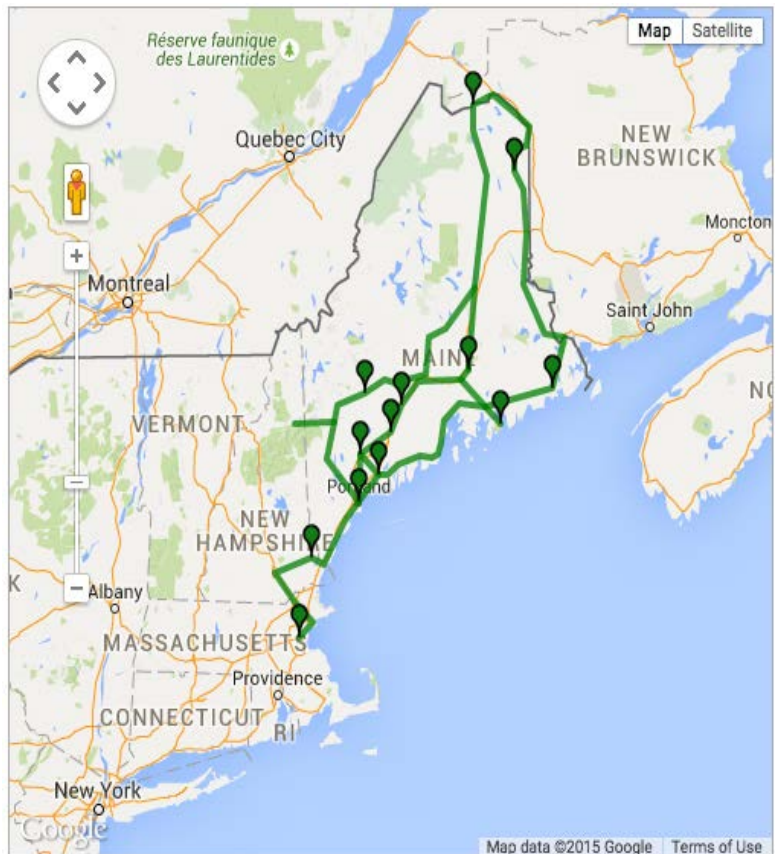 Map
Satellite
Réserve faunique
des Laurentides
Quebec City
NEW
BRUNSWICK
Moncton
Montreal
Saint John
MAINE
VERMONT
Portland
NEW
HAMPSHIRE
K
Albany
MASSACHUSETTS
Providence
CONNECTICUT
RI
New York
Google
Map data ©2015 Google
Terms of Use